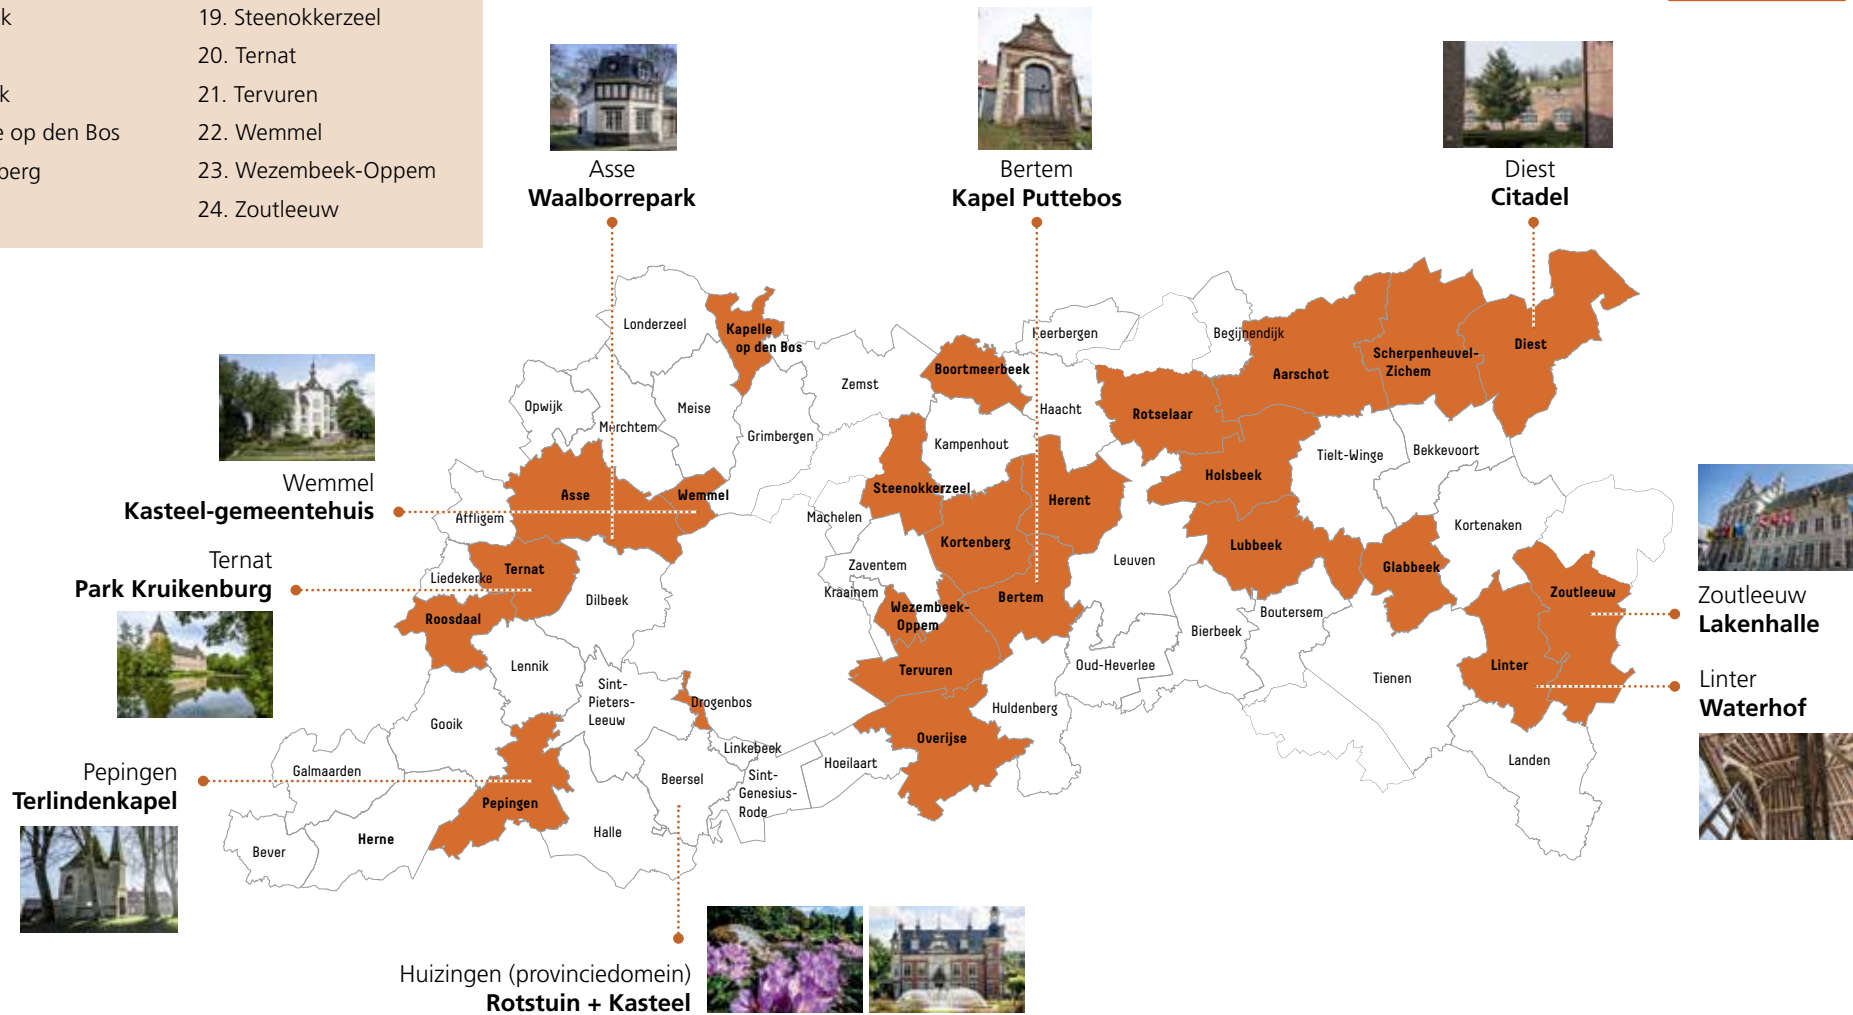 k
k
e op den Bos
berg
19. Steenokkerzeel
20. Ternat
21. Tervuren
22. Wemmel
23. Wezembeek-Oppem
24. Zoutleeuw
Asse
Waalborrepark
Bertem
Kapel Puttebos
Diest
Citadel
Wemmel
Kasteel-gemeentehuis
Ternat
Park Kruikenburg
Pepingen
Terlindenkapel
Huizingen (provinciedomein)
Rotstuin + Kasteel
Zoutleeuw
Lakenhalle
Linter
Waterhof
Londerzeel
Kapelle
op den Bos
Zemst
Opwijk
Merchtem
Meise
Grimbergen
Asse
Wemmel
Affligem
Liedekerke
Ternat
Roosdaal
Dilbeek
Lennik
Gooik
Sint-
Pieters-
Leeuw
Drogenbos
Galmaarden
Pepingen
Bever
Herne
Halle
Beersel
Linkebeek
Sint-
Genesius-
Rode
Hoeilaart
Boortmeerbeek
Keerbergen
Haacht
Kampenhout
Steenokkerzeel
Machelen
Zaventem
Kraainem
Wezembeek-
Oppem
Kortenberg
Herent
Bertem
Tervuren
Overijse
Huldenberg
Leuven
Oud-Heverlee
Bierbeek
Boutersem
Begijnendijk
Rotselaar
Aarschot
Scherpenheuvel-
Zichem
Diest
Holsbeek
Tielt-Winge
Bekkevoort
Kortenaken
Lubbeek
Glabbeek
Zoutleeuw
Linter
Tienen
Landen